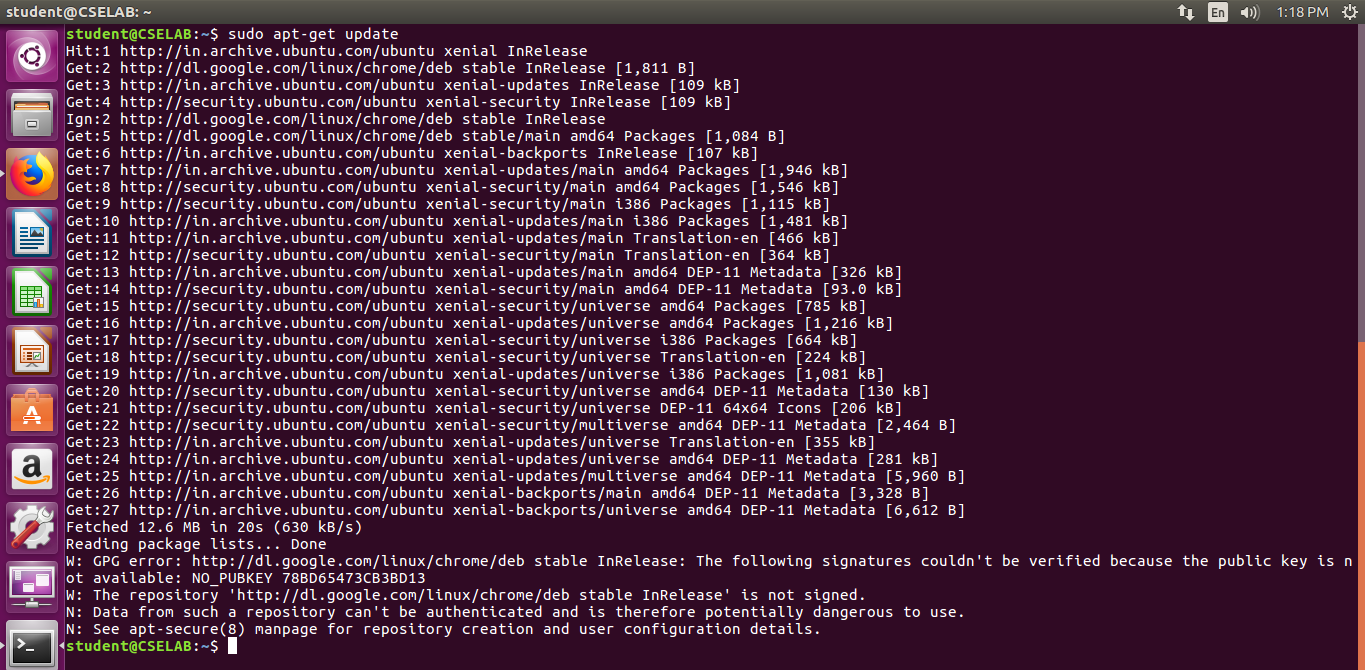 student@CSELAB: ~
En
1:18 PM
student@CSELAB:~$ sudo apt-get update
Hit:1 http://in.archive.ubuntu.com/ubuntu xenial InRelease
Get:2 http://dl.google.com/linux/chrome/deb stable InRelease [1,811 B]
Get:3 http://in.archive.ubuntu.com/ubuntu xenial-updates InRelease [109 kB]
Get:4 http://security.ubuntu.com/ubuntu xenial-security InRelease [109 kB]
Ign:2 http://dl.google.com/linux/chrome/deb stable InRelease
Get:5 http://dl.google.com/linux/chrome/deb stable/main amd64 Packages [1,084 B]
Get:6 http://in.archive.ubuntu.com/ubuntu xenial-backports InRelease [107 kB]
Get:7 http://in.archive.ubuntu.com/ubuntu xenial-updates/main amd64 Packages [1,946 kB]
Get:8 http://security.ubuntu.com/ubuntu xenial-security/main amd64 Packages [1,546 kB]
Get:9 http://security.ubuntu.com/ubuntu xenial-security/main i386 Packages [1,115 kB]
Get:10 http://in.archive.ubuntu.com/ubuntu xenial-updates/main i386 Packages [1,481 kB]
Get:11 http://in.archive.ubuntu.com/ubuntu xenial-updates/main Translation-en [466 kB]
Get:12 http://security.ubuntu.com/ubuntu xenial-security/main Translation-en [364 kB]
Get:13 http://in.archive.ubuntu.com/ubuntu xenial-updates/main amd64 DEP-11 Metadata [326 kB]
Get:14 http://security.ubuntu.com/ubuntu xenial-security/main amd64 DEP-11 Metadata [93.0 kB]
Get:15 http://security.ubuntu.com/ubuntu xenial-security/universe amd64 Packages [785 kB]
Get:16 http://in.archive.ubuntu.com/ubuntu xenial-updates/universe amd64 Packages [1,216 kB]
Get:17 http://security.ubuntu.com/ubuntu xenial-security/universe i386 Packages [664 kB]
Get:18 http://security.ubuntu.com/ubuntu xenial-security/universe Translation-en [224 kB]
Get:19 http://in.archive.ubuntu.com/ubuntu xenial-updates/universe i386 Packages [1,081 kB]
Get:20 http://security.ubuntu.com/ubuntu xenial-security/universe amd64 DEP-11 Metadata [130 kB]
Get:21 http://security.ubuntu.com/ubuntu xenial-security/universe DEP-11 64x64 Icons [206 kB]
Get:22 http://security.ubuntu.com/ubuntu xenial-security/multiverse amd64 DEP-11 Metadata [2,464 B]
Get:23 http://in.archive.ubuntu.com/ubuntu xenial-updates/universe Translation-en [355 kB]
Get:24 http://in.archive.ubuntu.com/ubuntu xenial-updates/universe amd64 DEP-11 Metadata [281 kB]
Get:25 http://in.archive.ubuntu.com/ubuntu xenial-updates/multiverse amd64 DEP-11 Metadata [5,960 B]
Get:26 http://in.archive.ubuntu.com/ubuntu xenial-backports/main amd64 DEP-11 Metadata [3,328 B]
Get:27 http://in.archive.ubuntu.com/ubuntu xenial-backports/universe amd64 DEP-11 Metadata [6,612 B]
Fetched 12.6 MB in 20s (630 kB/s)
Reading package lists... Done
W: GPG error: http://dl.google.com/linux/chrome/deb stable InRelease: The following signatures couldn't be verified because the public key is n
ot available: NO_PUBKEY 78BD65473CB3BD13
W: The repository 'http://dl.google.com/linux/chrome/deb stable InRelease' is not signed.
N: Data from such a repository can't be authenticated and is therefore potentially dangerous to use.
N: See apt-secure(8) manpage for repository creation and user configuration details.
student@CSELAB:~$